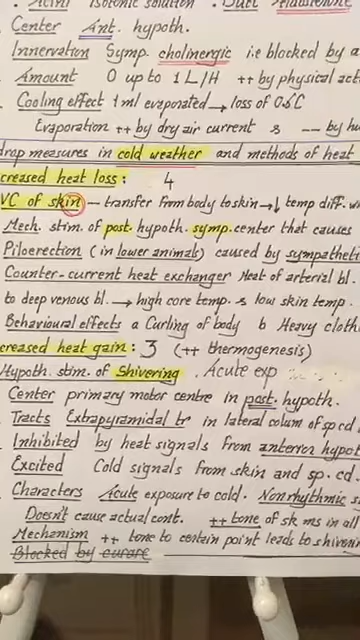 . Acini isotonic solution . Duct
. Center Ant. hypoth.
. Innervation Symp. cholinergic i.e blocked by a
. Amount 0 up to 1 L/H ++ by physical act
. Cooling effect 1 ml evaporated → loss of
Evaporation ++ by dry air current & -- by hu
drop measures in cold weather and methods of heat
creased heat loss: 4
VC of skin — transfer from body to skin → ↓ temp diff. w
Mech. stim. of post. hypoth. symp. center that causes
Piloerection (in lower animals) caused by sympathetic
Counter-current heat exchanger Heat of arterial bl.
to deep venous bl. → high core temp. & low skin temp.
Behavioural effects a Curling of body b Heavy cloth
creased heat gain: 3 (++ thermogenesis)
Hypoth stim. of Shivering . Acute exp
Center primary motor centre in post. hypoth.
. Tracts Extrapyramidal tr in lateral colum of sp cd
. Inhibited by heat signals from anterior hypot
. Excited Cold signals from skin and sp. cd.
. Characters Acute exposure to cold. Nonrhythmic s
Doesn't cause actual cont. ++ tone of sk ms in all
. Mechanism ++ tone to certain point leads to shiverin
Blocked by curare